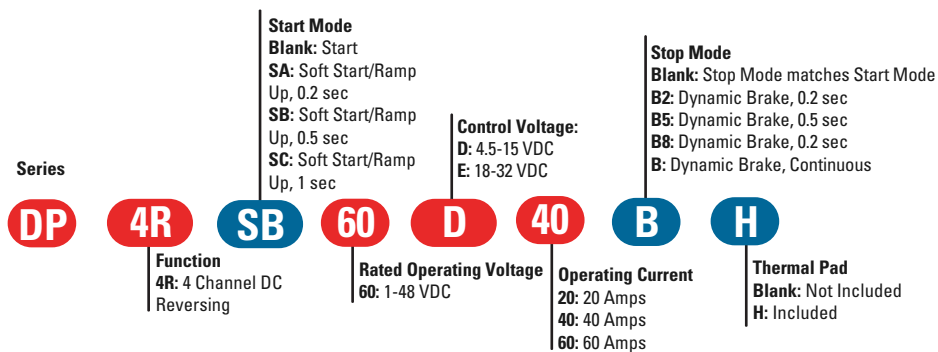 Start Mode
Blank: Start
SA: Soft Start/Ramp
Up, 0.2 sec
SB: Soft Start/Ramp
Up, 0.5 sec
SC: Soft Start/Ramp
Up, 1 sec
Control Voltage:
D: 4.5-15 VDC
E: 18-32 VDC
Stop Mode
Blank: Stop Mode matches Start Mode
B2: Dynamic Brake, 0.2 sec
B5: Dynamic Brake, 0.5 sec
B8: Dynamic Brake, 0.2 sec
B: Dynamic Brake, Continuous
Series
DP 4R SB 60 D 40 B H
Function
4R: 4 Channel DC
Reversing
Rated Operating Voltage
60: 1-48 VDC
Operating Current
20: 20 Amps
40: 40 Amps
60: 60 Amps
Thermal Pad
Blank: Not Included
H: Included